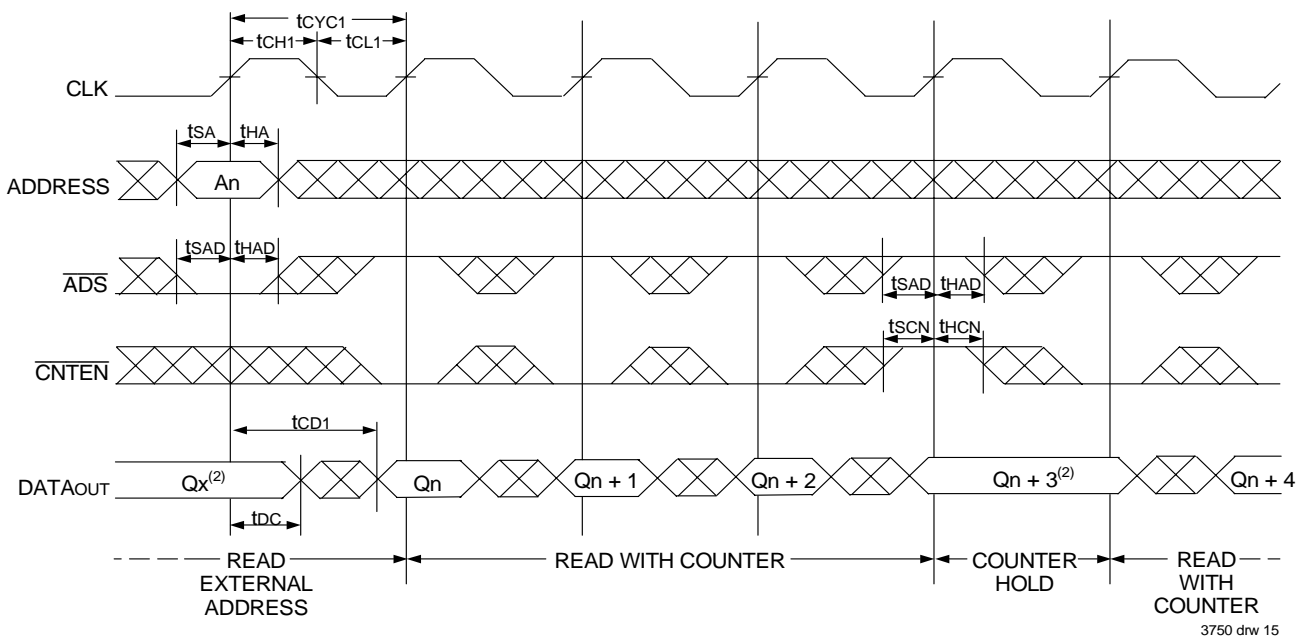 tCYC1
tCH1 tCL1
CLK
tSA tHA
ADDRESS An
tSAD tHAD
ADS
tSAD tHAD
tSCN tHCN
CNTEN
tCD1
DATAOUT Qx(2) Qn Qn + 1 Qn + 2 Qn + 3(2) Qn + 4
tDC
READ EXTERNAL ADDRESS
READ WITH COUNTER
COUNTER HOLD
READ WITH COUNTER
3750 drw 15